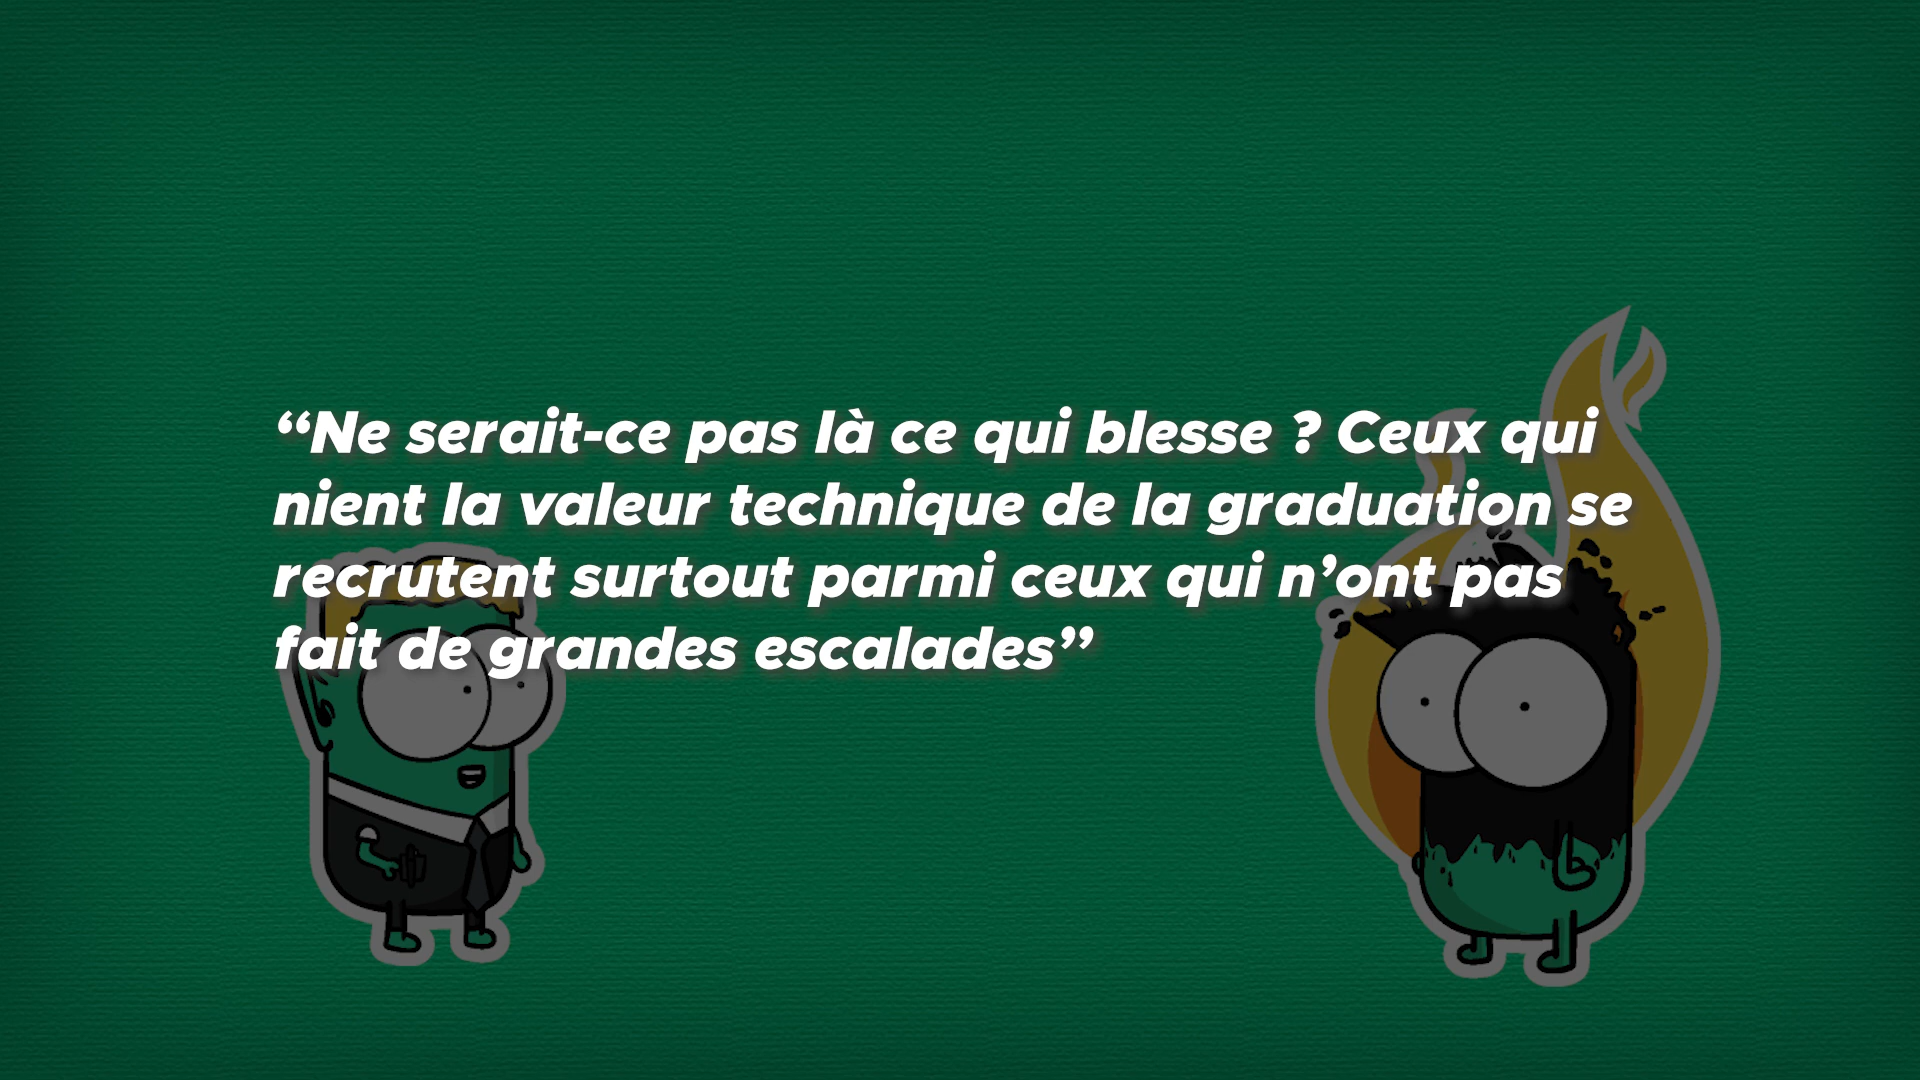 “Ne serait-ce pas là ce qui blesse ? Ceux qui
nient la valeur technique de la graduation se
recrutent surtout parmi ceux qui n’ont pas
fait de grandes escalades”